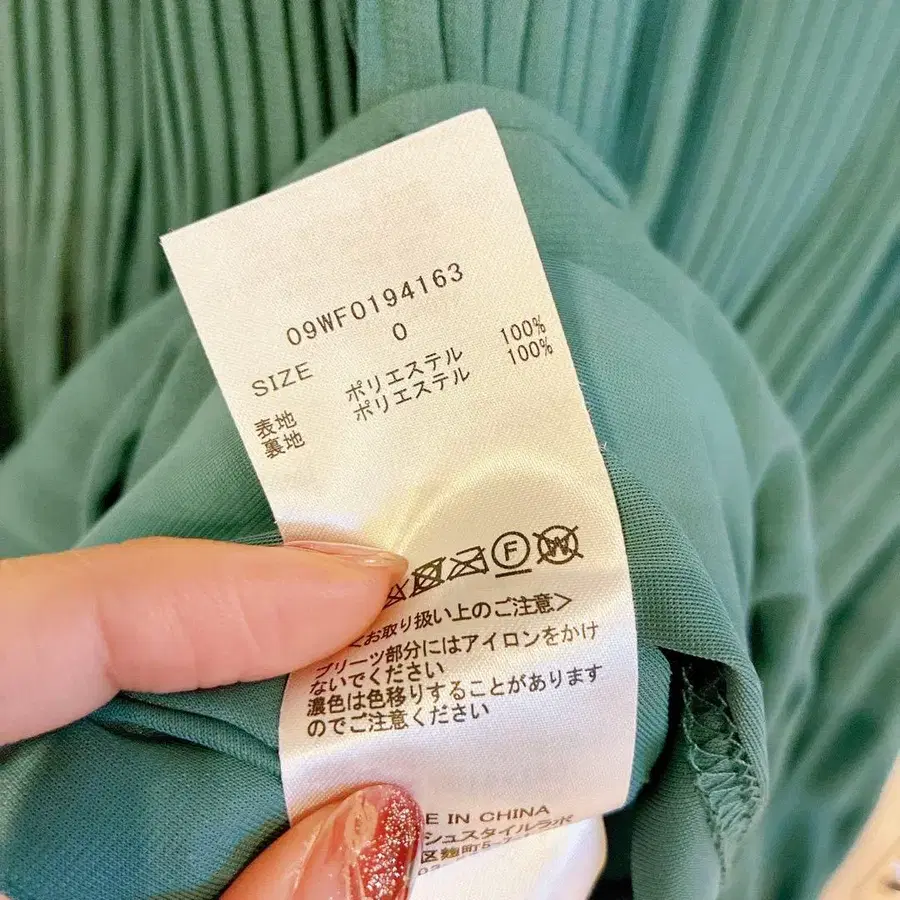 09WF0194163
SIZE 0
表地 ポリエステル 100%
裏地 ポリエステル 100%
F W
お取り扱い上のご注意>
プリーツ部分にはアイロンをかけ
ないでください
濃色は色移りすることがあります
のでご注意ください
E IN CHINA
シュスタイルラボ
区麹町5-